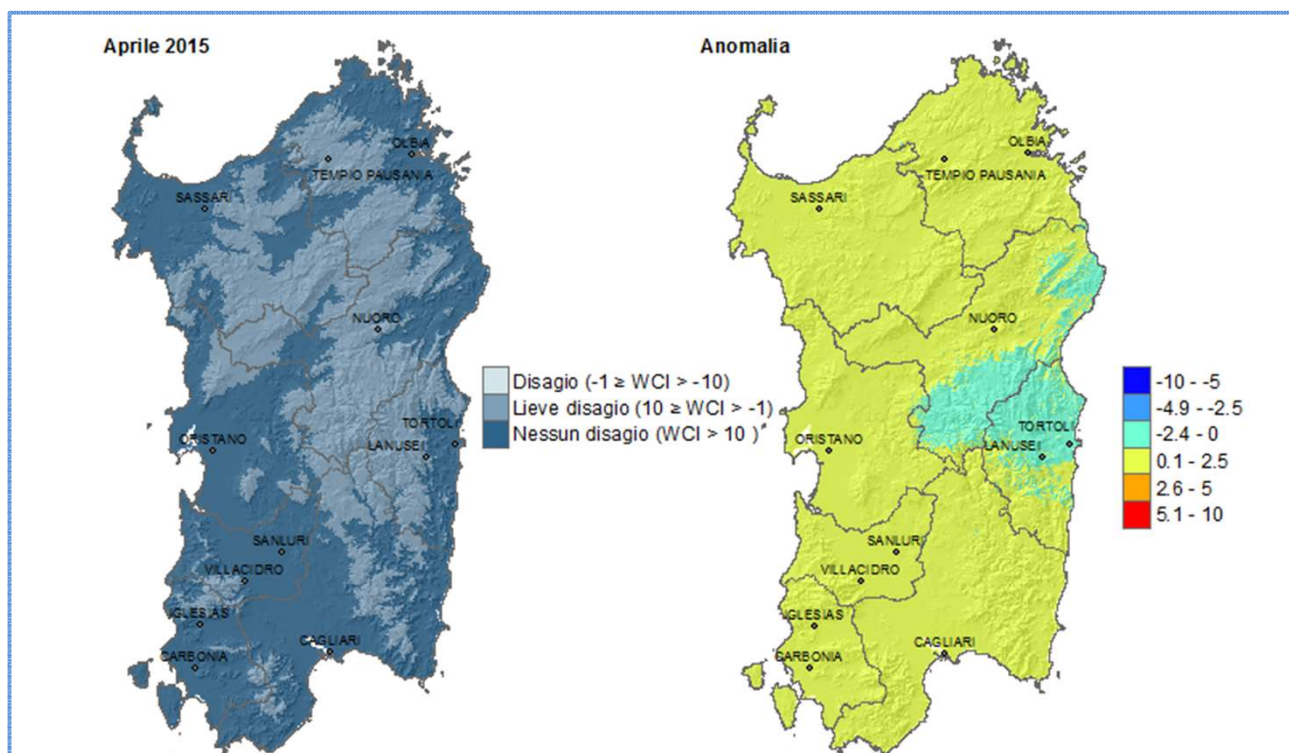 Aprile 2015
OLBIA
TEMPIO PAUSANIA
SASSARI
NUORO
TORTOLI
ORISTANO
LANUSEI
SANLURI
VILLACIDRO
IGLESIAS
CAGLIARI
CARBONIA
Disagio (-1 ≥ WCI > -10)
Lieve disagio (10 ≥ WCI > -1)
Nessun disagio (WCI > 10 )
Anomalia
OLBIA
TEMPIO PAUSANIA
SASSARI
NUORO
TORTOLI
ORISTANO
LANUSEI
SANLURI
VILLACIDRO
IGLESIAS
CAGLIARI
CARBONIA
-10 - -5
-4.9 - -2.5
-2.4 - 0
0.1 - 2.5
2.6 - 5
5.1 - 10